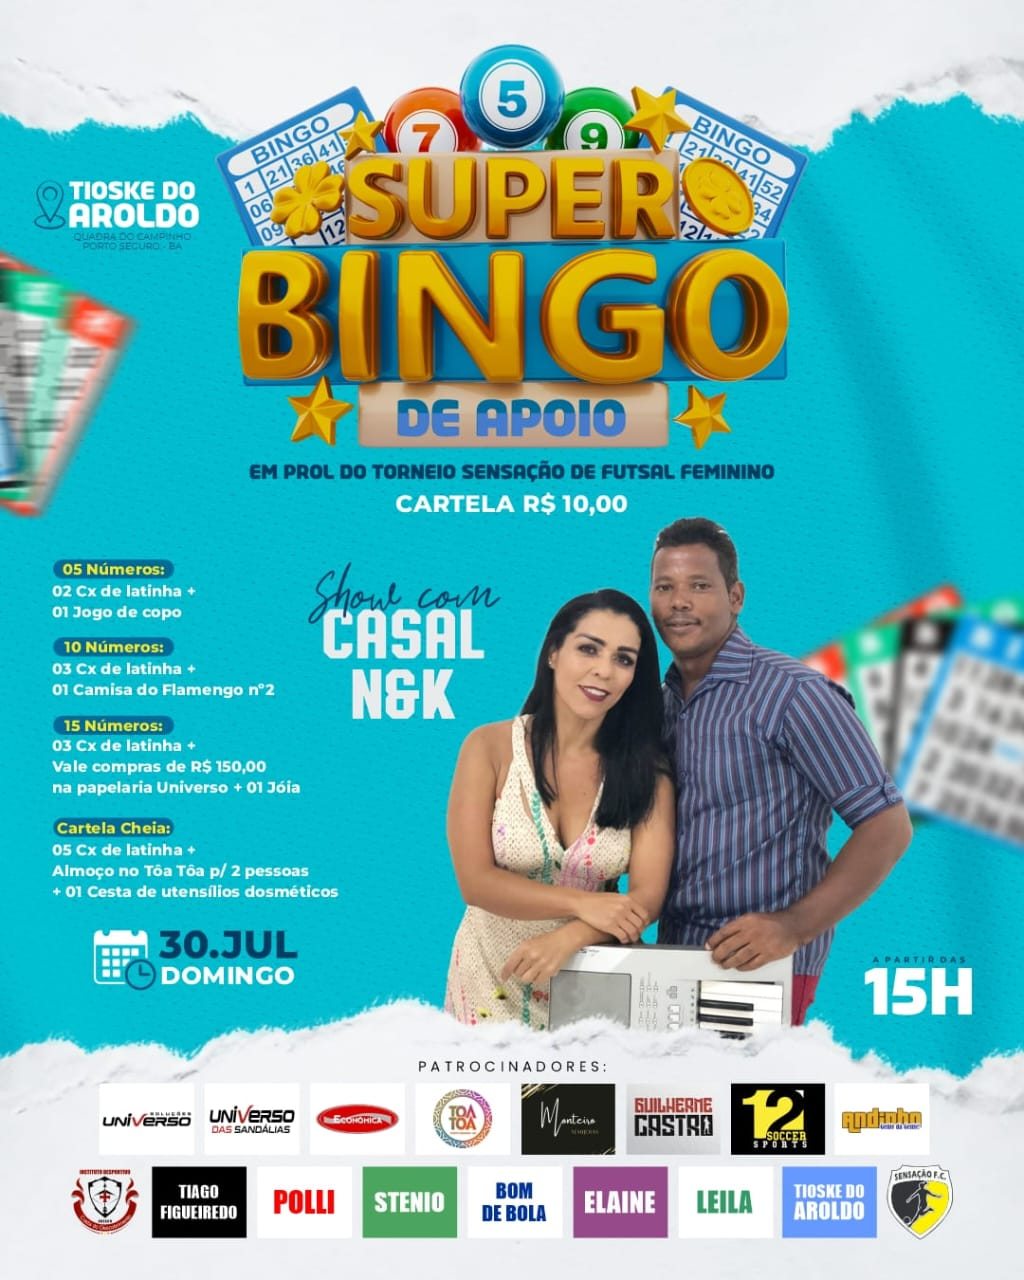 7
5
9
BINGO
BINGO
TIOSKE DO
AROLDO
QUADRA DO CAMPINHO
PORTO SEGURO - BA
SUPER
BINGO
DE APOIO
EM PROL DO TORNEIO SENSAÇÃO DE FUTSAL FEMININO
CARTELA R$ 10,00
05 Números:
02 Cx de latinha +
01 Jogo de copo
10 Números:
03 Cx de latinha +
01 Camisa do Flamengo nº2
15 Números:
03 Cx de latinha +
Vale compras de R$ 150,00
na papelaria Universo + 01 Jóia
Cartela Cheia:
05 Cx de latinha +
Almoço no Tôa Tôa p/ 2 pessoas
+ 01 Cesta de utensílios dosméticos
Show com
CASAL
N&K
30.JUL
DOMINGO
A PARTIR DAS
15H
PATROCINADORES:
SOLUÇÕES
UNIVERSO
UNIVERSO
DAS SANDÁLIAS
ECONÔMICA
TOA
TOA
Monteiro
GUILHERME
CASTRO
12
SOCCER
SPORTS
andinho
INSTITUTO DESPORTIVO
TIAGO
FIGUEIREDO
POLLI
STENIO
BOM
DE BOLA
ELAINE
LEILA
TIOSKE DO
AROLDO
SENSAÇÃO F.C.